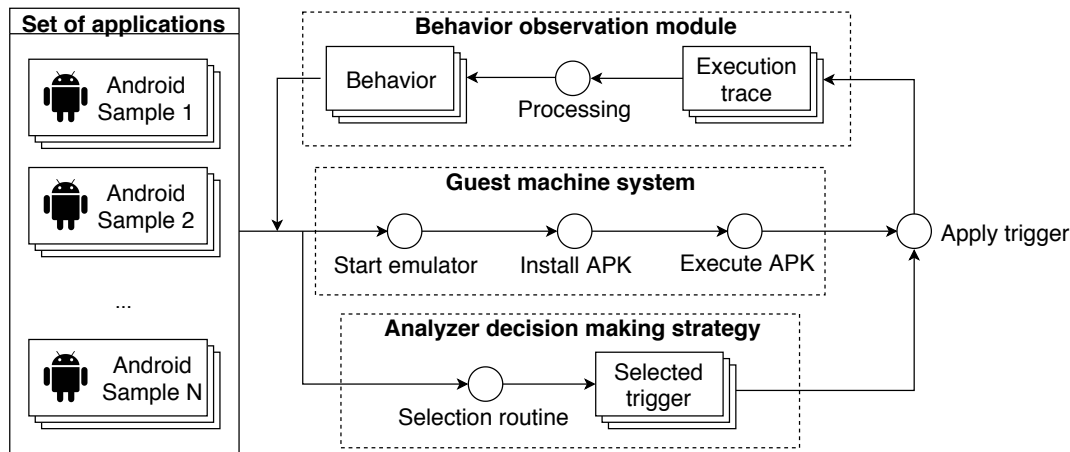 Set of applications
Android
Sample 1
Android
Sample 2
...
Android
Sample N
Behavior observation module
Behavior
Processing
Execution
trace
Guest machine system
Start emulator
Install APK
Execute APK
Apply trigger
Analyzer decision making strategy
Selection routine
Selected
trigger